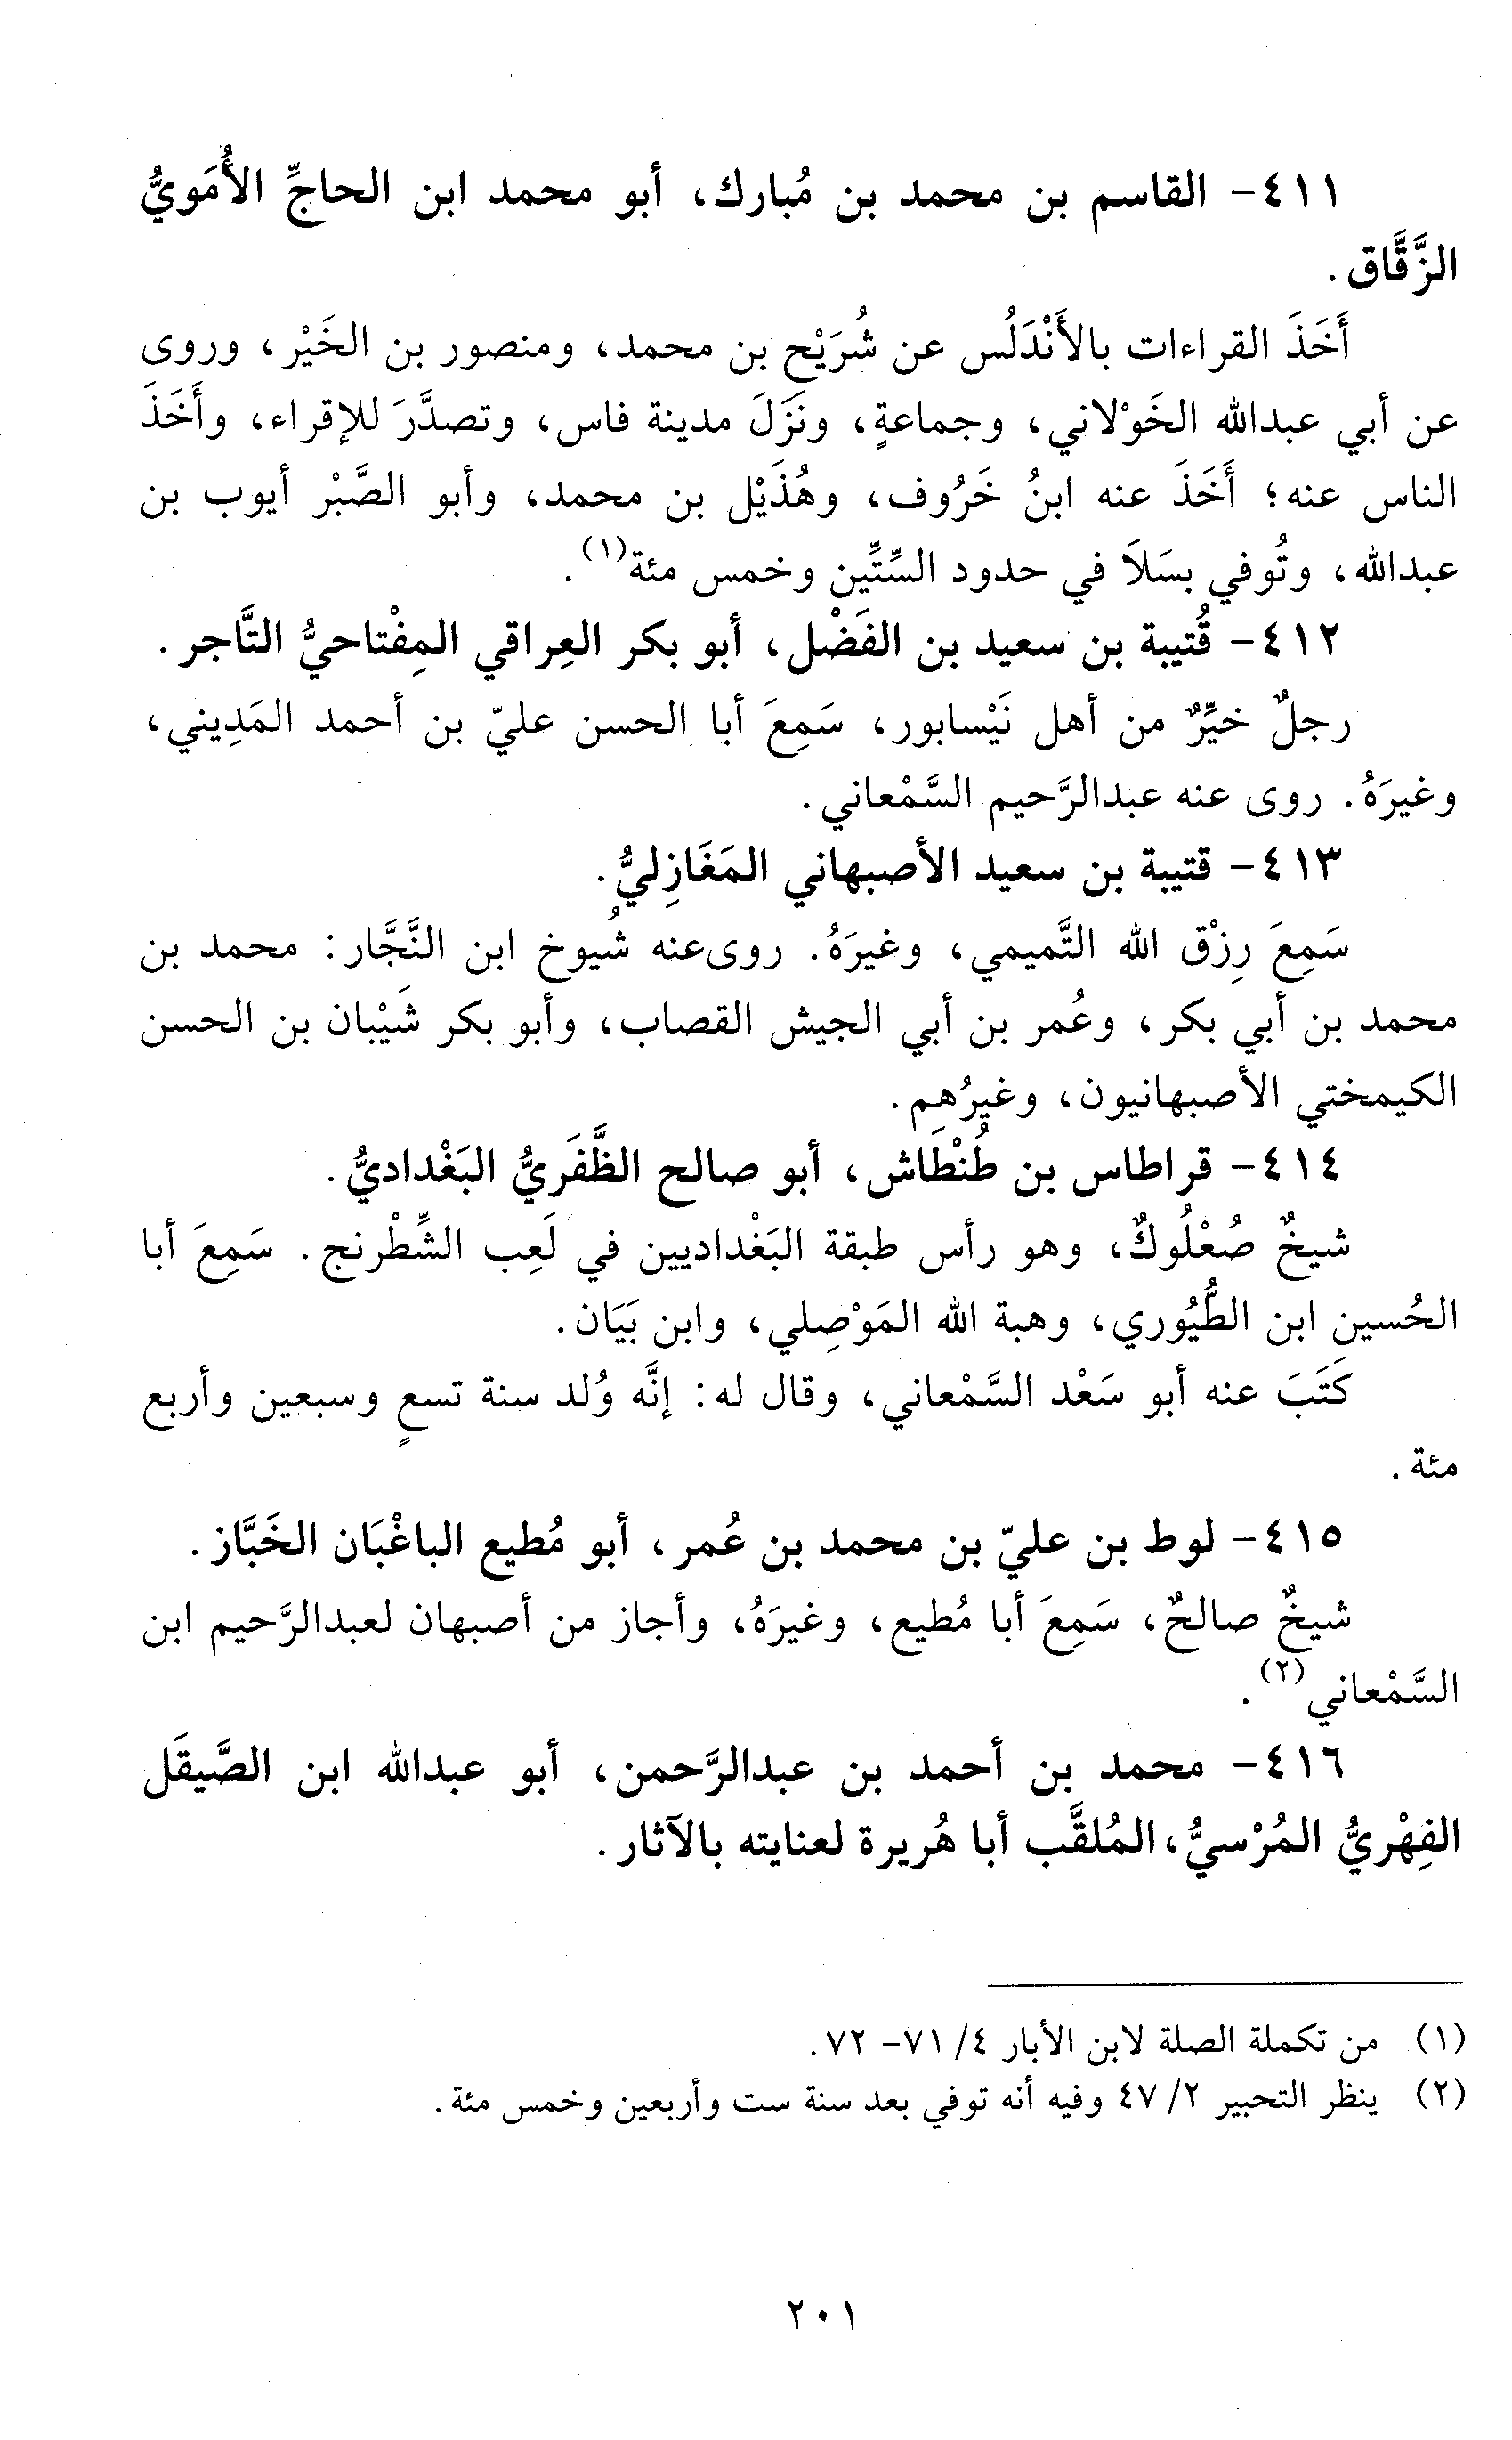 ٤١١- القاسم بن محمد بن مُبارك، أبو محمد ابن الحاجِّ الأُمَويُّ
الزَّقَّاق.
أَخَذَ القراءات بالأَنْدَلُس عن شُرَيْح بن محمد، ومنصور بن الخَيْر، وروى
عن أبي عبدالله الخَوْلاني، وجماعةٍ، ونَزَلَ مدينة فاس، وتصدَّرَ للإقراء، وأَخَذَ
الناس عنه؛ أَخَذَ عنه ابنُ خَرُوف، وهُذَيْل بن محمد، وأبو الصَّبْر أيوب بن
عبدالله، وتُوفي بسَلَا في حدود السِّتِّين وخمس مئة(١).
٤١٢- قُتيبة بن سعيد بن الفَضْل، أبو بكر العِراقي المِفْتاحيُّ التَّاجر.
رجلٌ خيِّرٌ من أهل نَيْسابور، سَمِعَ أبا الحسن عليّ بن أحمد المَدِيني،
وغيرَهُ. روى عنه عبدالرَّحيم السَّمْعاني.
٤١٣- قتيبة بن سعيد الأصبهاني المَغَازِليُّ.
سَمِعَ رِزْق الله التَّميمي، وغيرَهُ. روى عنه شُيوخ ابن النَّجَّار: محمد بن
محمد بن أبي بكر، وعُمر بن أبي الجيش القصاب، وأبو بكر شَيْبان بن الحسن
الكيمختي الأصبهانيون، وغيرُهم.
٤١٤- قراطاس بن طُنْطَاش، أبو صالح الظَّفَريُّ البَغْداديُّ.
شيخٌ صُعْلُوكٌ، وهو رأس طبقة البَغْداديين في لَعِب الشِّطْرنج. سَمِعَ أبا
الحُسين ابن الطُّيُوري، وهبة الله المَوْصِلي، وابن بَيَان.
كَتَبَ عنه أبو سَعْد السَّمْعاني، وقال له: إنَّه وُلد سنة تسعٍ وسبعين وأربع
مئة.
٤١٥- لوط بن عليّ بن محمد بن عُمر، أبو مُطيع الباغْبَان الخَبَّاز.
شيخٌ صالحٌ، سَمِعَ أبا مُطيع، وغيرَهُ، وأجاز من أصبهان لعبدالرَّحيم ابن
السَّمْعاني(٢).
٤١٦- محمد بن أحمد بن عبدالرَّحمن، أبو عبدالله ابن الصَّيقَل
الفِهْريُّ المُرْسيُّ، المُلقَّب أبا هُريرة لعنايته بالآثار.
(١) من تكملة الصلة لابن الأبار ٤/ ٧١- ٧٢.
(٢) ينظر التحبير ٢/ ٤٧ وفيه أنه توفي بعد سنة ست وأربعين وخمس مئة.
٢٠١